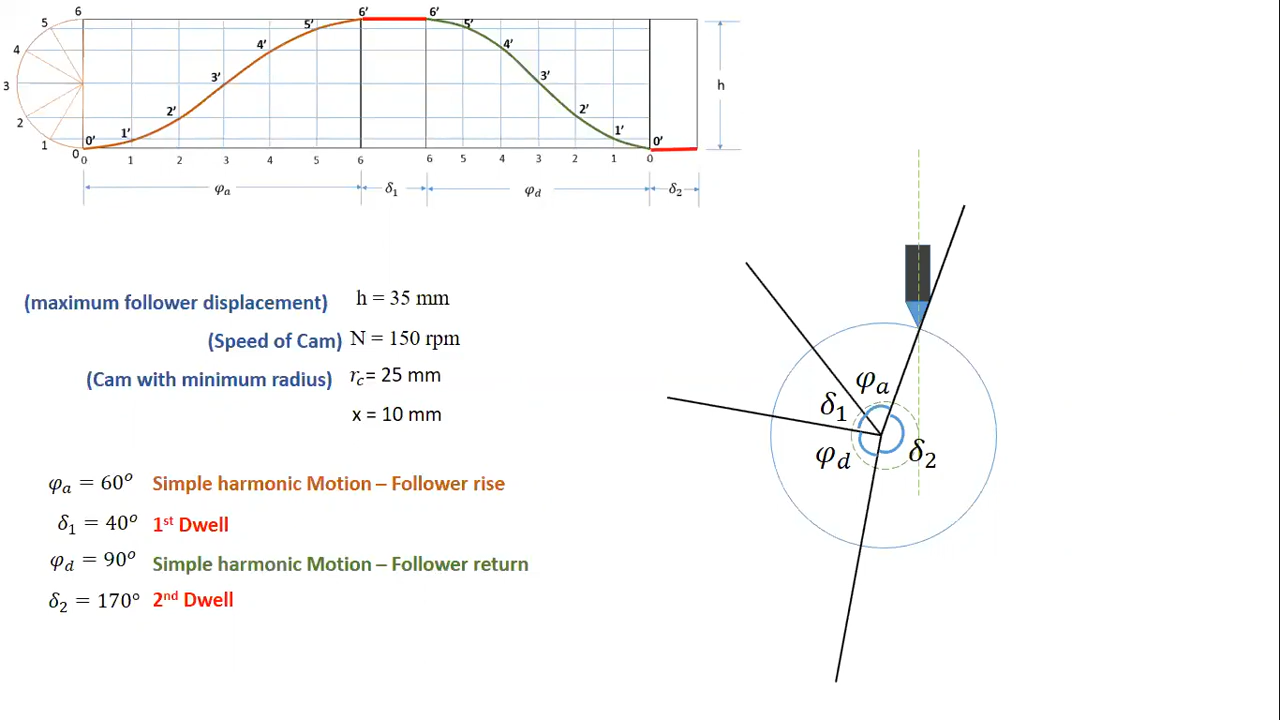 6
5
4
3
2
1
0
0′ 1′ 2′ 3′ 4′ 5′ 6′ 6′ 5′ 4′ 3′ 2′ 1′ 0′
h
0 1 2 3 4 5 6 6 5 4 3 2 1 0
φₐ δ₁ φ_d δ₂
(maximum follower displacement) h = 35 mm
(Speed of Cam) N = 150 rpm
(Cam with minimum radius) r_c= 25 mm
x = 10 mm
φₐ = 60° Simple harmonic Motion – Follower rise
δ₁ = 40° 1st Dwell
φ_d = 90° Simple harmonic Motion – Follower return
δ₂ = 170° 2nd Dwell
φₐ
δ₁
φ_d
δ₂